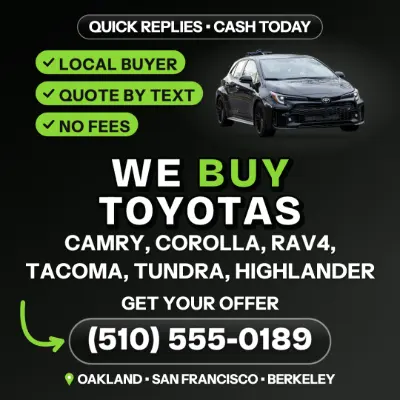 QUICK REPLIES • CASH TODAY
LOCAL BUYER
QUOTE BY TEXT
NO FEES
WE BUY
TOYOTAS
CAMRY, COROLLA, RAV4,
TACOMA, TUNDRA, HIGHLANDER
GET YOUR OFFER
(510) 555-0189
OAKLAND • SAN FRANCISCO • BERKELEY